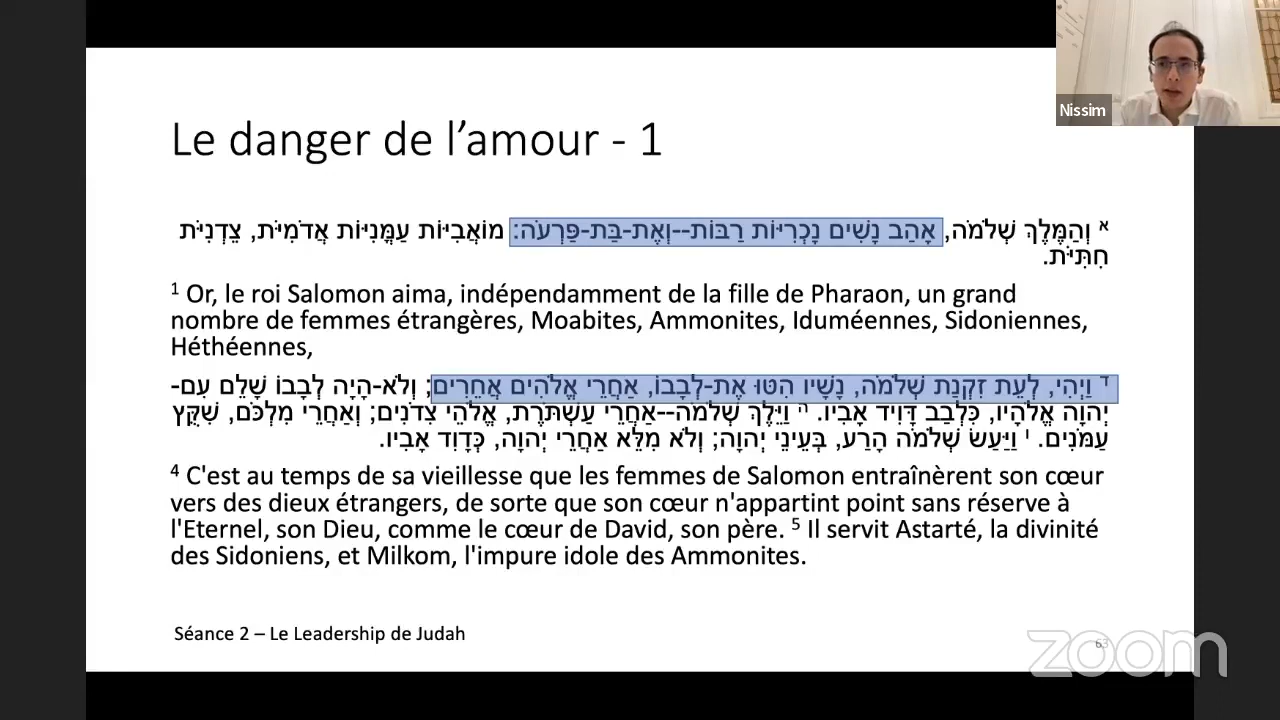 Nissim
Le danger de l’amour - 1
א וְהַמֶּלֶךְ שְׁלֹמֹה, אָהַב נָשִׁים נָכְרִיּוֹת רַבּוֹת--וְאֶת-בַּת-פַּרְעֹה: מוֹאֲבִיּוֹת עַמֳּנִיּוֹת אֲדֹמִיֹּת, צֵדְנִיֹּת
חִתִּיֹּת.
1 Or, le roi Salomon aima, indépendamment de la fille de Pharaon, un grand
nombre de femmes étrangères, Moabites, Ammonites, Iduméennes, Sidoniennes,
Héthéennes,
ד וַיְהִי, לְעֵת זִקְנַת שְׁלֹמֹה, נָשָׁיו הִטּוּ אֶת-לְבָבוֹ, אַחֲרֵי אֱלֹהִים אֲחֵרִים; וְלֹא-הָיָה לְבָבוֹ שָׁלֵם עִם-
יְהוָה אֱלֹהָיו, כִּלְבַב דָּוִיד אָבִיו. ה וַיֵּלֶךְ שְׁלֹמֹה--אַחֲרֵי עַשְׁתֹּרֶת, אֱלֹהֵי צִדֹנִים; וְאַחֲרֵי מִלְכֹּם, שִׁקֻּץ
עַמֹּנִים. ו וַיַּעַשׂ שְׁלֹמֹה הָרַע, בְּעֵינֵי יְהוָה; וְלֹא מִלֵּא אַחֲרֵי יְהוָה, כְּדָוִד אָבִיו.
4 C'est au temps de sa vieillesse que les femmes de Salomon entraînèrent son cœur
vers des dieux étrangers, de sorte que son cœur n'appartint point sans réserve à
l'Eternel, son Dieu, comme le cœur de David, son père. 5 Il servit Astarté, la divinité
des Sidoniens, et Milkom, l'impure idole des Ammonites.
Séance 2 – Le Leadership de Judah
63
zoom